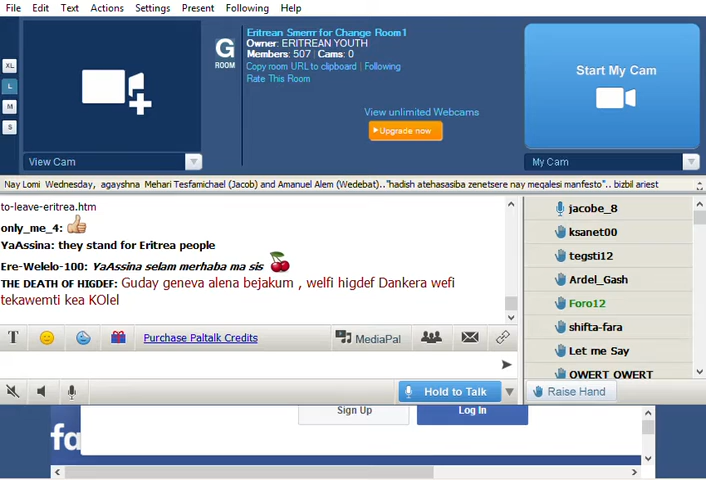 File Edit Text Actions Settings Present Following Help
XL
L
M
S
View Cam
G
ROOM
Eritrean Smerrr for Change Room1
Owner: ERITREAN YOUTH
Members: 507 | Cams: 0
Copy room URL to clipboard | Following
Rate This Room
View unlimited Webcams
Upgrade now
Start My Cam
My Cam
Nay Lomi Wednesday, agayshna Mehari Tesfamichael (Jacob) and Amanuel Alem (Wedebat).."hadish atehasasiba zenetsere nay meqalesi manfesto".. bizbil ariest
to-leave-eritrea.htm
only_me_4:
YaAssina: they stand for Eritrea people
Ere-Welelo-100: YaAssina selam merhaba ma sis
THE DEATH OF HIGDEF: Guday geneva alena bejakum , welfi higdef Dankera wefi
tekawemti kea KOlel
jacobe_8
ksanet00
tegsti12
Ardel_Gash
Foro12
shifta-fara
Let me Say
QWERT QWERT
T Purchase Paltalk Credits MediaPal
Hold to Talk
Raise Hand
Sign Up Log In
fa